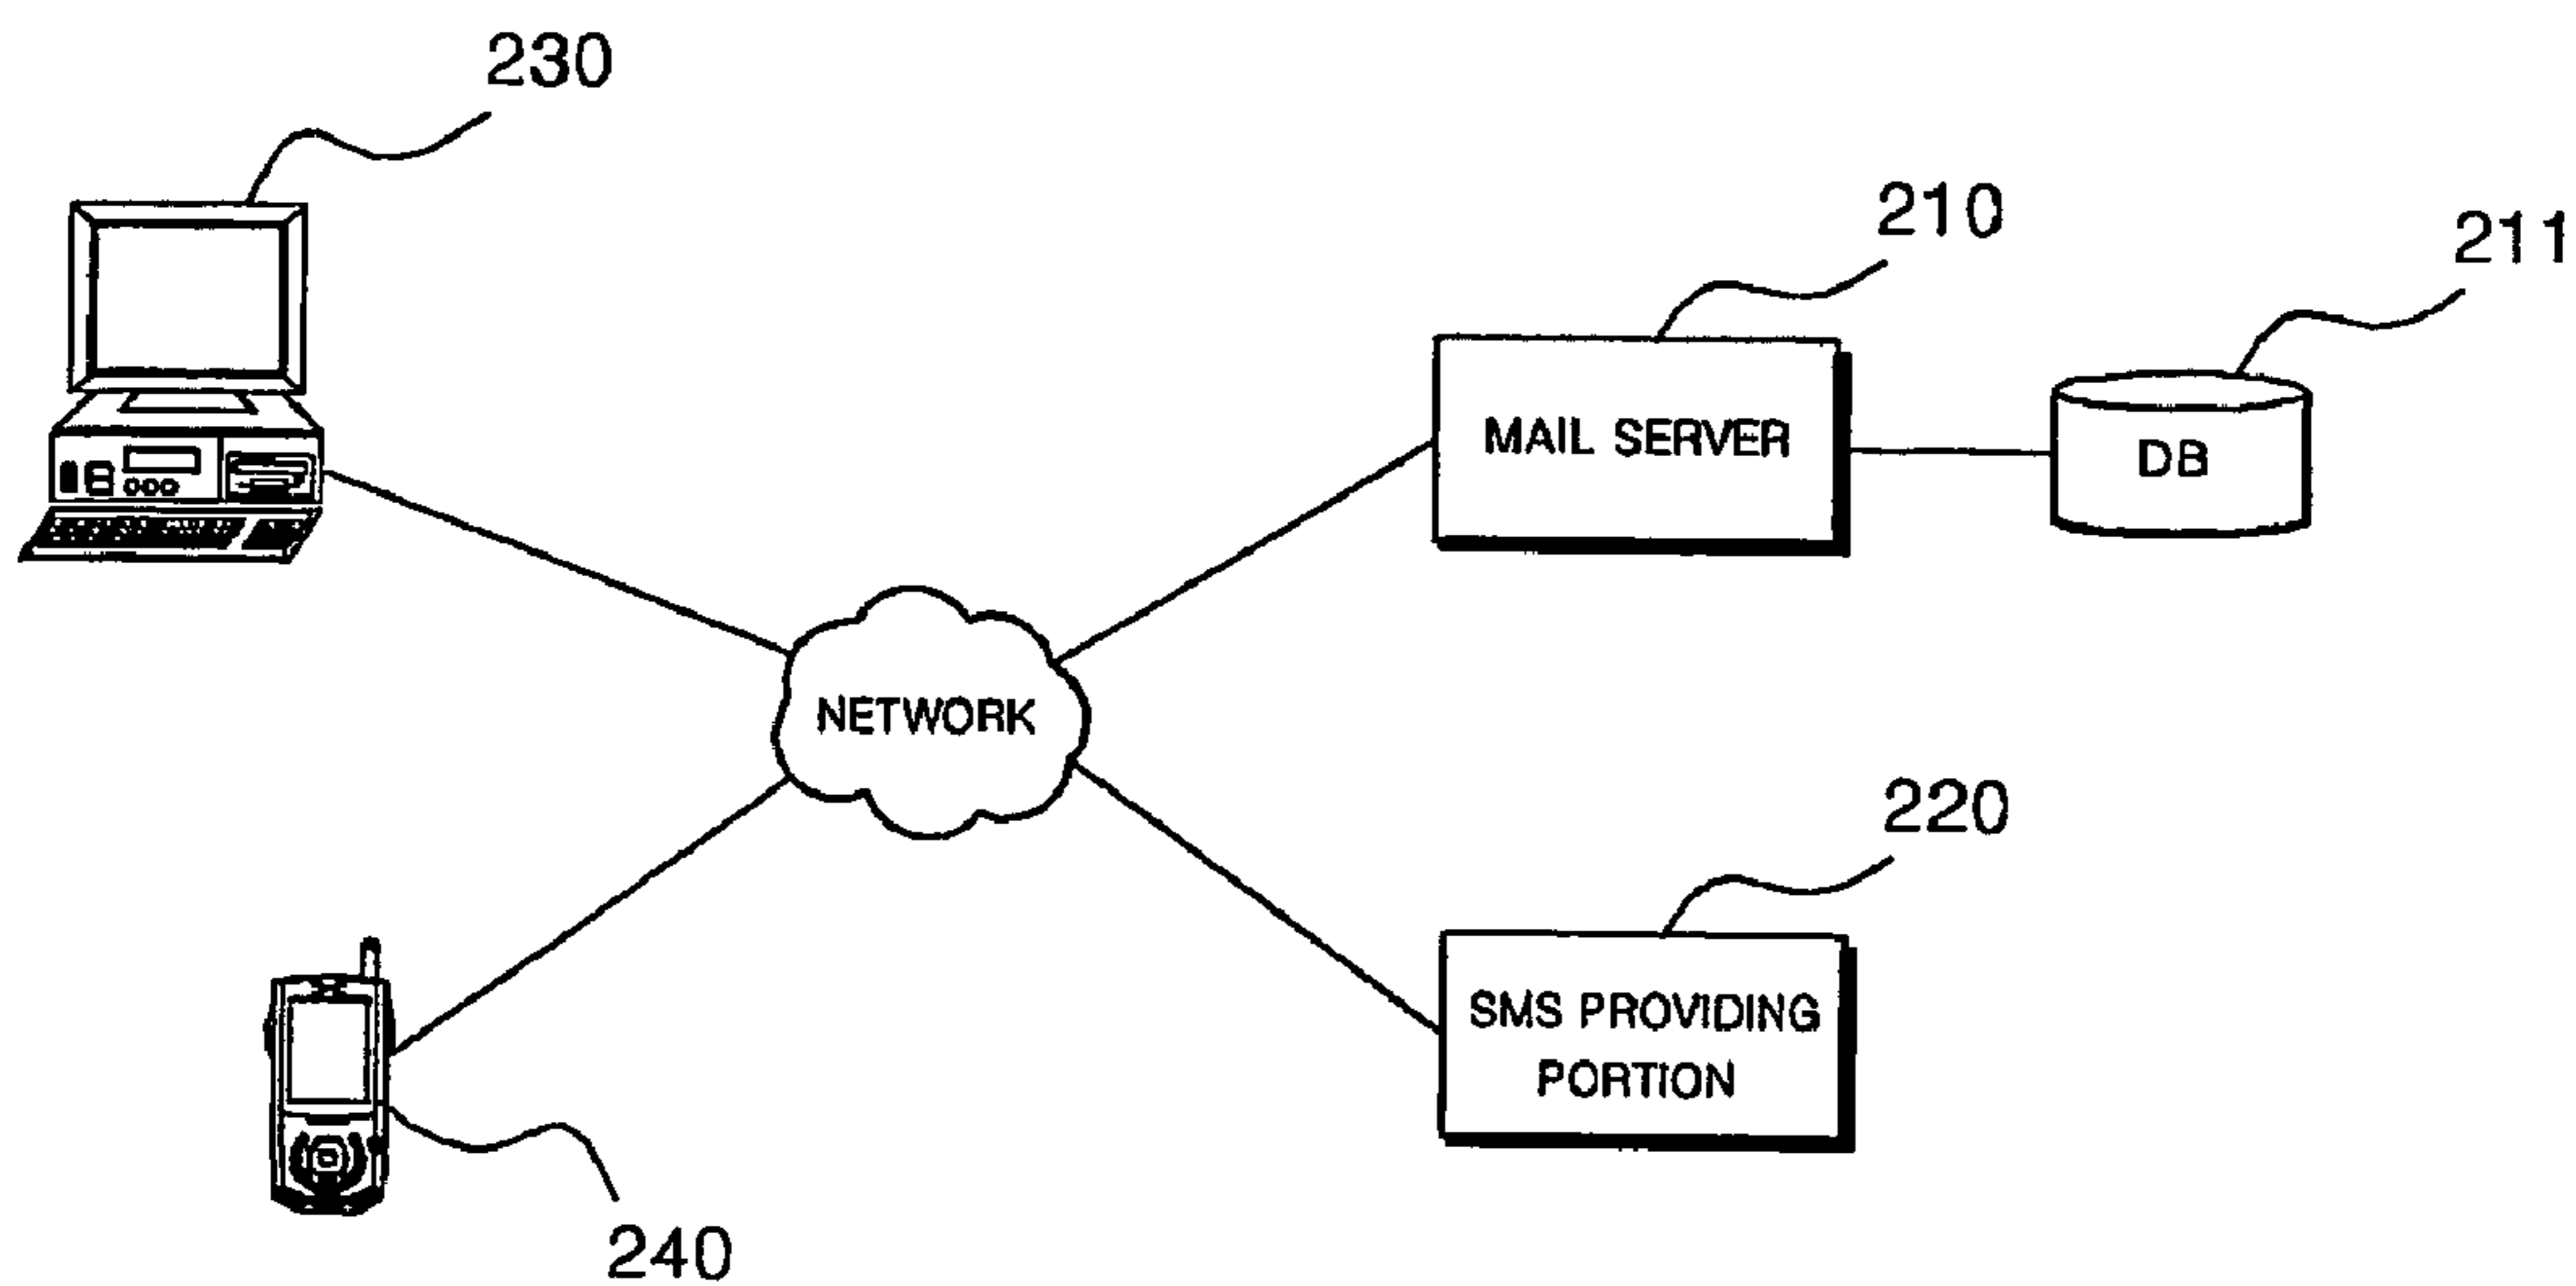 230
210
211
MAIL SERVER
DB
NETWORK
220
SMS PROVIDING
PORTION
240